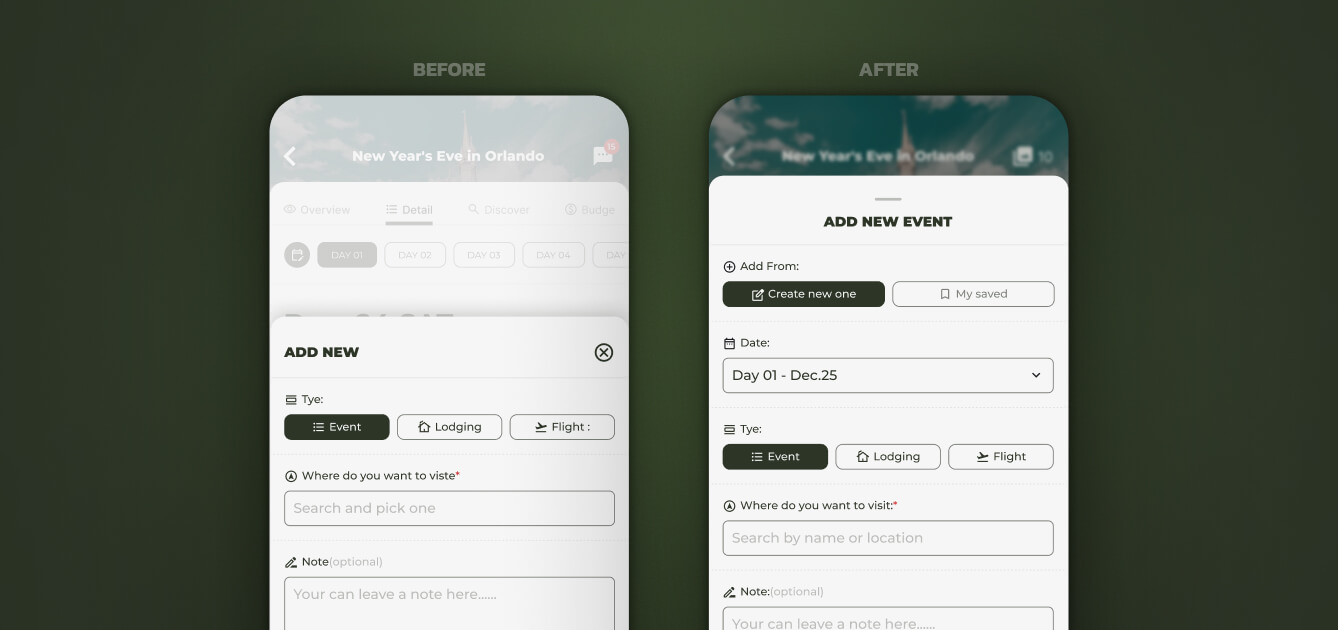 BEFORE
New Year's Eve in Orlando
15
Overview
Detail
Discover
Budge
DAY 01
DAY 02
DAY 03
DAY 04
DAY
ADD NEW
Tye:
Event
Lodging
Flight :
Where do you want to viste*
Search and pick one
Note(optional)
Your can leave a note here......
AFTER
New Year's Eve in Orlando
10
ADD NEW EVENT
Add From:
Create new one
My saved
Date:
Day 01 - Dec.25
Tye:
Event
Lodging
Flight
Where do you want to visit:*
Search by name or location
Note:(optional)
Your can leave a note here......